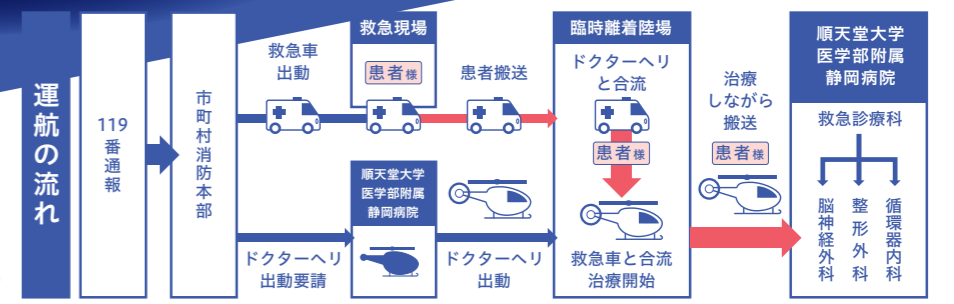 運航の流れ
119番通報
市町村消防本部
救急車
出動
救急現場
患者様
患者搬送
ドクターヘリ
出動要請
順天堂大学
医学部附属
静岡病院
ドクターヘリ
出動
臨時離着陸場
ドクターヘリ
と合流
患者様
救急車と合流
治療開始
治療
しながら
搬送
患者様
順天堂大学
医学部附属
静岡病院
救急診療科
脳神経外科
整形外科
循環器内科